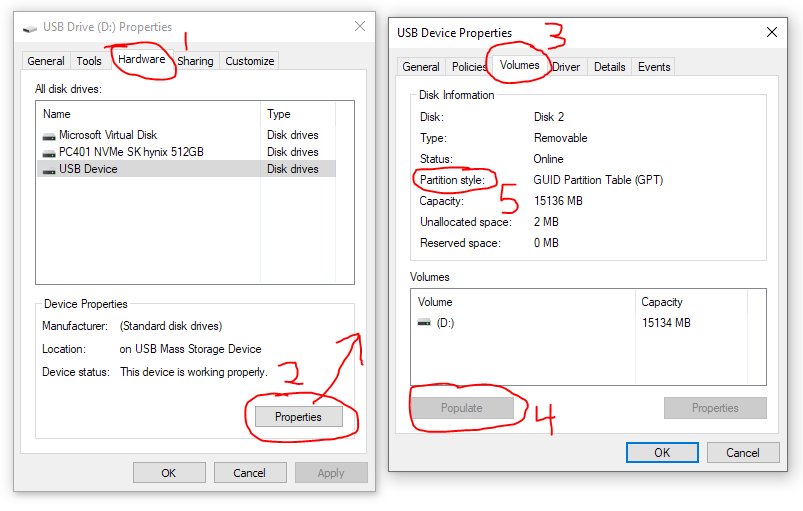 USB Drive (D:) Properties
1
General Tools Hardware Sharing Customize
All disk drives:
Name Type
Microsoft Virtual Disk Disk drives
PC401 NVMe SK hynix 512GB Disk drives
USB Device Disk drives
Device Properties
Manufacturer: (Standard disk drives)
Location: on USB Mass Storage Device
Device status: This device is working properly.
2
Properties
OK Cancel Apply
USB Device Properties
3
General Policies Volumes Driver Details Events
Disk Information
Disk: Disk 2
Type: Removable
Status: Online
Partition style: GUID Partition Table (GPT)
5
Capacity: 15136 MB
Unallocated space: 2 MB
Reserved space: 0 MB
Volumes
Volume Capacity
(D:) 15134 MB
Populate 4 Properties
OK Cancel